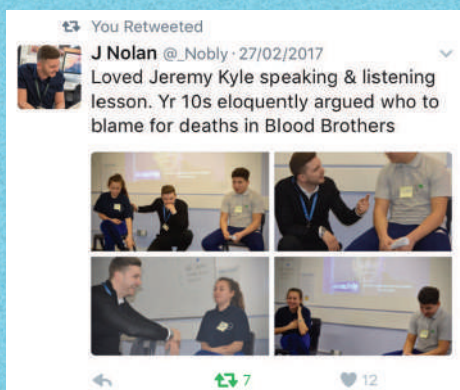 You Retweeted
J Nolan @_Nobly · 27/02/2017
Loved Jeremy Kyle speaking & listening
lesson. Yr 10s eloquently argued who to
blame for deaths in Blood Brothers
7
12